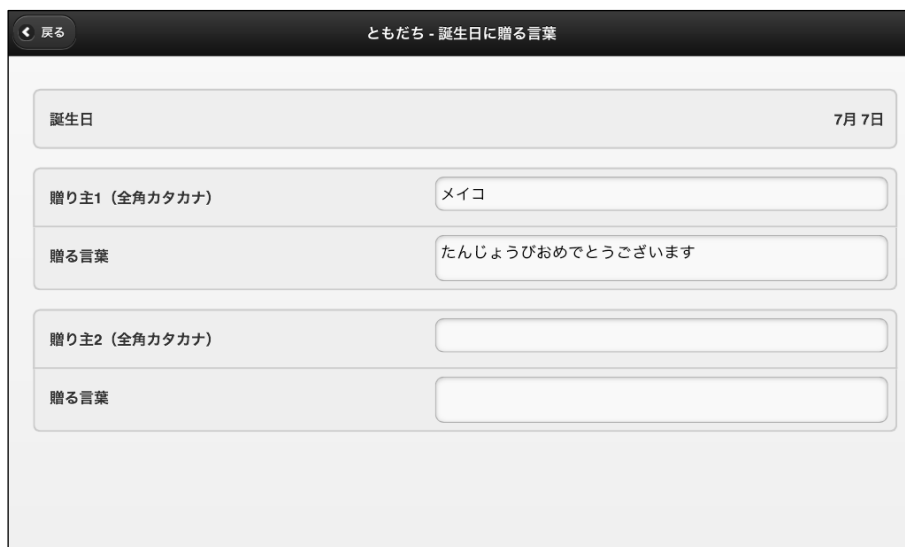 戻る
ともだち - 誕生日に贈る言葉
誕生日 7月 7日
贈り主1（全角カタカナ） メイコ
贈る言葉 たんじょうびおめでとうございます
贈り主2（全角カタカナ）
贈る言葉